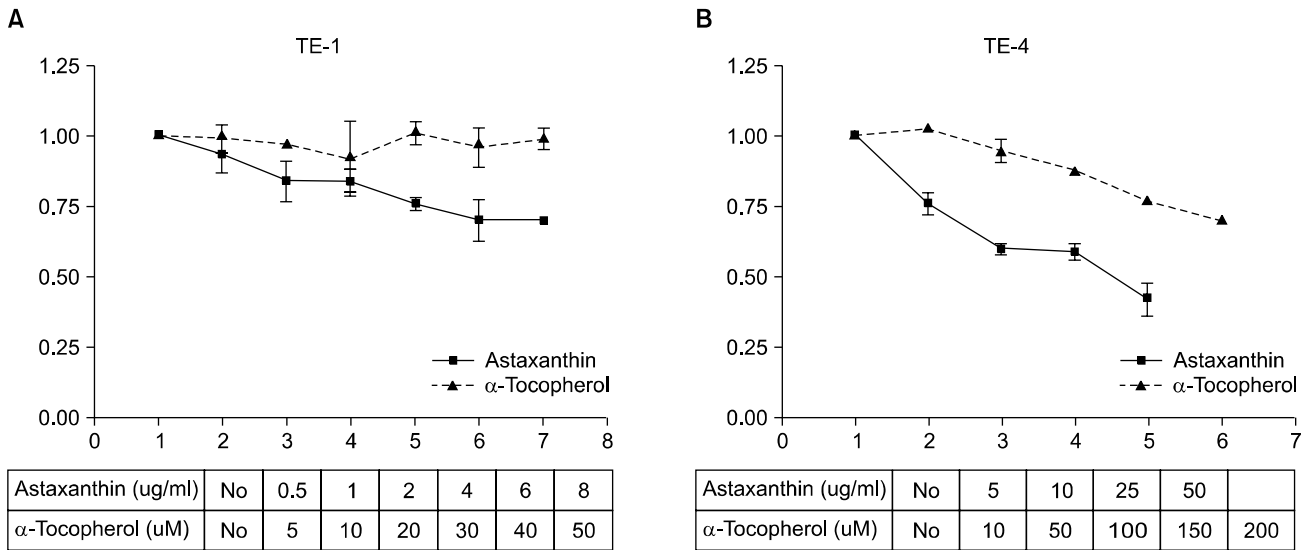 A
TE-1
1.25
1.00
0.75
0.50
0.25
0.00
Astaxanthin
α-Tocopherol
0 1 2 3 4 5 6 7 8
Astaxanthin (ug/ml) No 0.5 1 2 4 6 8
α-Tocopherol (uM) No 5 10 20 30 40 50
B
TE-4
1.25
1.00
0.75
0.50
0.25
0.00
Astaxanthin
α-Tocopherol
0 1 2 3 4 5 6 7
Astaxanthin (ug/ml) No 5 10 25 50
α-Tocopherol (uM) No 10 50 100 150 200